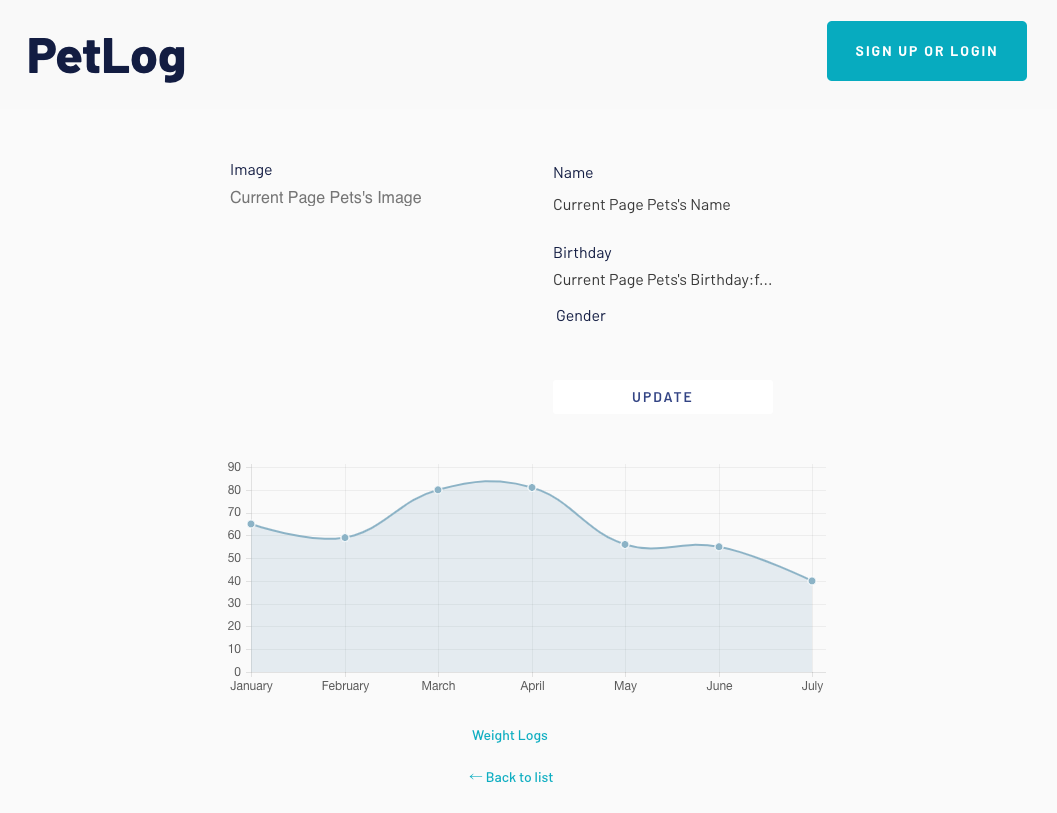 PetLog
SIGN UP OR LOGIN
Image
Current Page Pets's Image
Name
Current Page Pets's Name
Birthday
Current Page Pets's Birthday:f...
Gender
UPDATE
90
80
70
60
50
40
30
20
10
0
January February March April May June July
Weight Logs
← Back to list